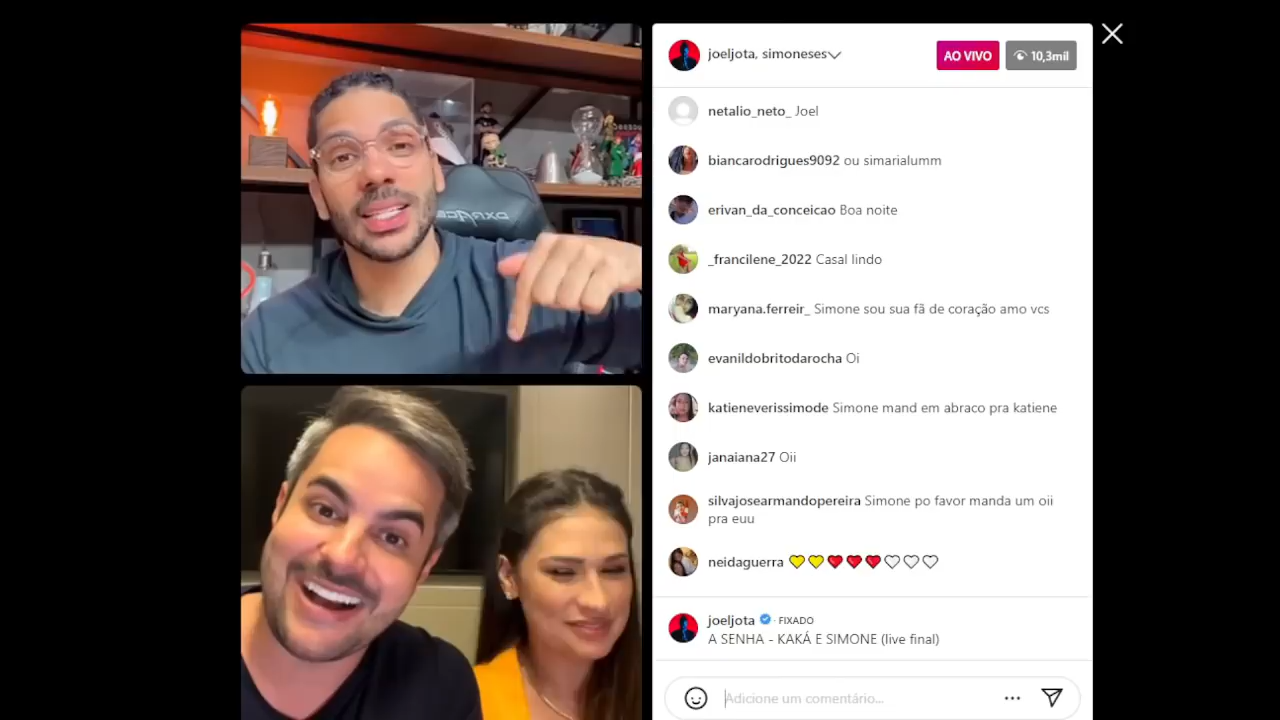 joeljota, simoneses
AO VIVO
10,3mil
netalio_neto_ Joel
biancarodrigues9092 ou simarialumm
erivan_da_conceicao Boa noite
_francilene_2022 Casal lindo
maryana.ferreir_ Simone sou sua fã de coração amo vcs
evanildobritodarocha Oi
katieneverissimode Simone mand em abraco pra katiene
janaiana27 Oii
silvajosearmandopereira Simone po favor manda um oii
pra euu
neidaguerra 💛💛❤❤❤🤍🤍🤍
joeljota · FIXADO
A SENHA - KAKÁ E SIMONE (live final)
Adicione um comentário...